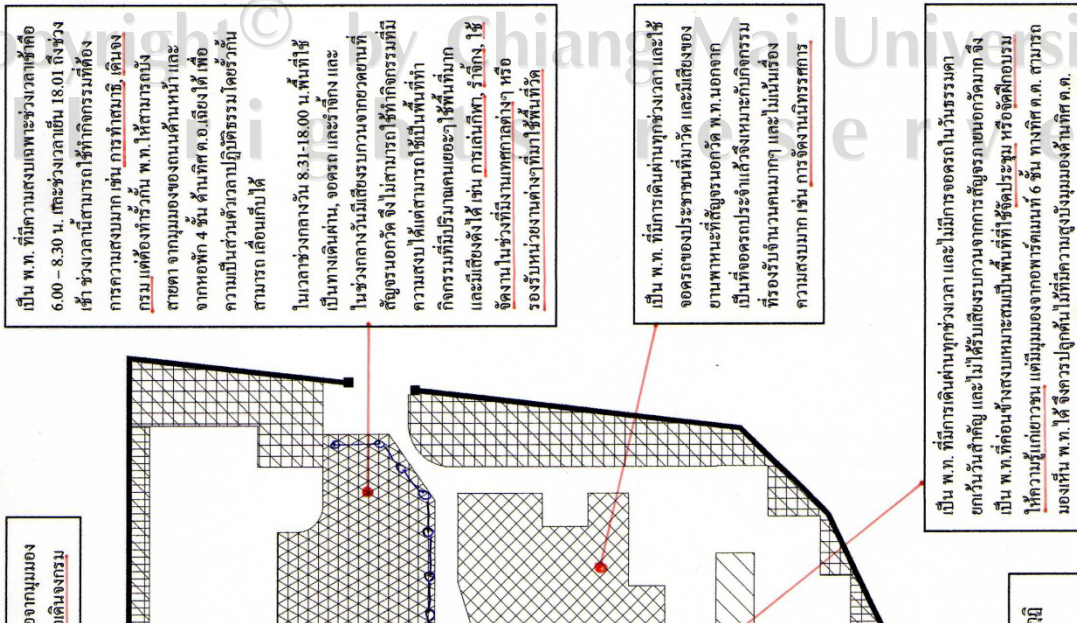 เป็น พ.ท. ที่มีความสงบเฉพาะช่วงเวลาเช้าคือ
6.00 – 8.30 น. และช่วงเวลาเย็น 18.01 ถึงช่วง
เช้า ช่วงเวลานี้สามารถใช้ทำกิจกรรมที่ต้อง
การความสงบมาก เช่น การทำสมาธิ, เดินจง
กรม แต่ต้องทำรั้วกั้น พ.ท.ให้สามารถบัง
สายตา จากมุมมองของถนนด้านหน้า และ
จากหอพัก 4 ชั้น ด้านทิศ ต.อ.เฉียงใต้ เพื่อ
ความเป็นส่วนตัวเวลาปฏิบัติธรรมโดยรั้วกั้น
สามารถ เลื่อนเก็บได้
ในเวลาช่วงกลางวัน 8.31-18.00 น.พื้นที่ใช้
เป็นทางเดินผ่าน, จอดรถ และรำจิ้กง และ
ในช่วงกลางวันมีเสียงรบกวนจากยวดยานที่
สัญจรนอกวัด จึงไม่สามารถใช้ทำกิจกรรมที่มี
ความสงบได้แต่สามารถใช้เป็นพื้นที่ทำ
กิจกรรมที่มีปริมาณคนเยอะๆใช้พื้นที่มาก
และมีเสียงดังได้ เช่น การเล่นกีฬา, รำจิ้กง, ใช้
จัดงานในช่วงที่มีงานเทศกาลต่างๆ หรือ
รองรับหน่วยงานต่างๆที่มาใช้พื้นที่วัด
เป็น พ.ท. ที่มีการเดินผ่านทุกช่วงเวลา และใช้
จอดรถของประชาชนที่มาวัด และมีเสียงของ
ยานพาหนะที่สัญจรนอกวัด พ.ท.นอกจาก
เป็นที่จอดรถประจำแล้วจึงเหมาะกับกิจกรรม
ที่รองรับจำนวนคนมากๆ และไม่เน้นเรื่อง
ความสงบมาก เช่น การจัดงานนิทรรศการ
เป็น พ.ท. ที่มีการเดินผ่านทุกช่วงเวลา และไม่มีการจอดรถในวันธรรมดา
ยกเว้นวันสำคัญ และไม่ได้รับเสียงรบกวนจากการสัญจรภายนอกวัดมาก จึง
เป็น พ.ท.ที่ค่อนข้างสงบเหมาะสมเป็นพื้นที่ที่ใช้จัดประชุม หรือจัดฝึกอบรม
ให้ความรู้แก่เยาวชน แต่มีมุมมองจากอพาร์ตเมนท์ 6 ชั้น ทางทิศ ต.ต. สามารถ
มองเห็น พ.ท.ได้ จึงควรปลูกต้นไม้ที่มีความสูงบังมุมมองด้านทิศ ต.ต.
จากมุมมอง
เดินจงกรม
by Chiang Mai Universi
rights reserve